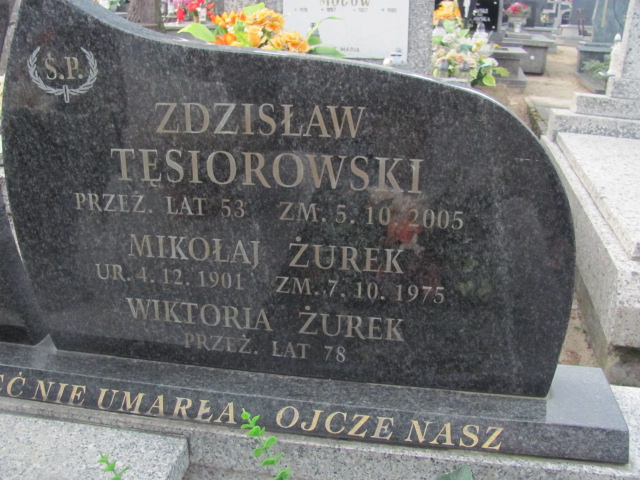 Ś.P.
ZDZISŁAW
TĘSIOROWSKI
PRZEŻ. LAT 53 ZM. 5.10.2005
MIKOŁAJ ŻUREK
UR. 4.12.1901 ZM. 7.10.1975
WIKTORIA ŻUREK
PRZEŻ. LAT 78
EĆ NIE UMARŁA, OJCZE NASZ